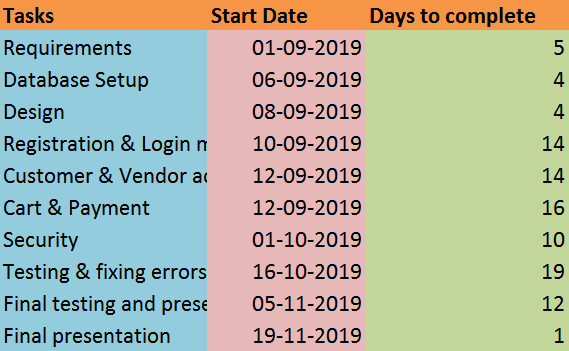 Tasks Start Date Days to complete
Requirements 01-09-2019 5
Database Setup 06-09-2019 4
Design 08-09-2019 4
Registration & Login 10-09-2019 14
Customer & Vendor 12-09-2019 14
Cart & Payment 12-09-2019 16
Security 01-10-2019 10
Testing & fixing errors 16-10-2019 19
Final testing and 05-11-2019 12
Final presentation 19-11-2019 1